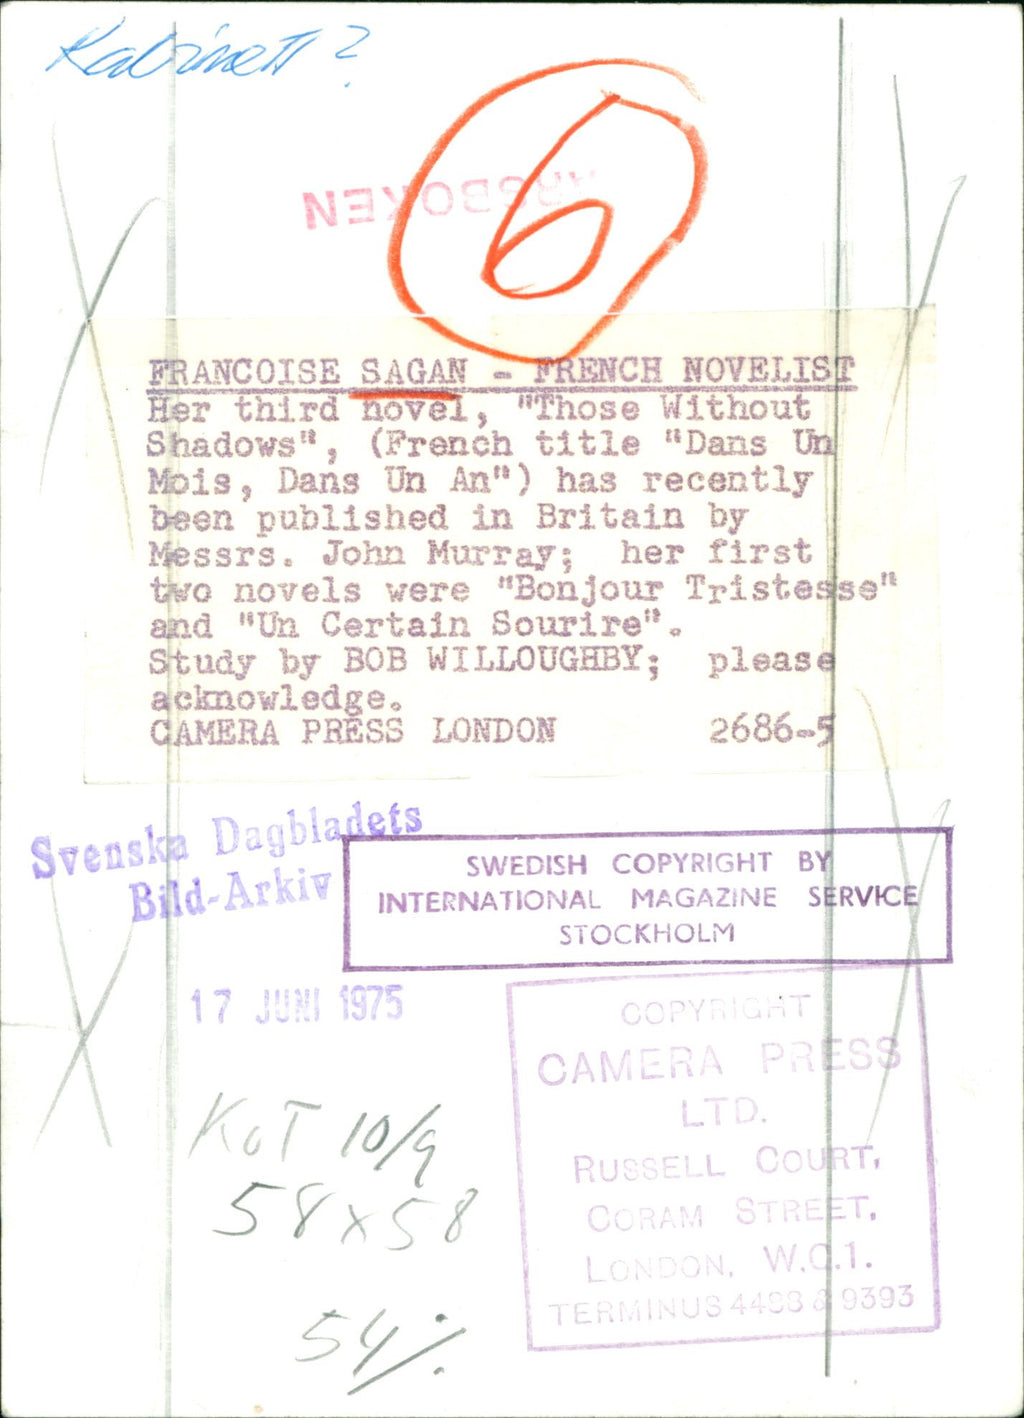 Kabinett?
6
ÅRSBOKEN
FRANCOISE SAGAN - FRENCH NOVELIST
Her third novel, "Those Without
Shadows", (French title "Dans Un
Mois, Dans Un An") has recently
been published in Britain by
Messrs. John Murray; her first
two novels were "Bonjour Tristesse"
and "Un Certain Sourire".
Study by BOB WILLOUGHBY; please
acknowledge.
CAMERA PRESS LONDON 2686-5
Svenska Dagbladets
Bild-Arkiv
SWEDISH COPYRIGHT BY
INTERNATIONAL MAGAZINE SERVICE
STOCKHOLM
17 JUNI 1975
COPYRIGHT
CAMERA PRESS
LTD.
RUSSELL COURT,
CORAM STREET,
LONDON, W.C.1.
TERMINUS 4488 & 9393
KoT 10/9
58 x 58
54%